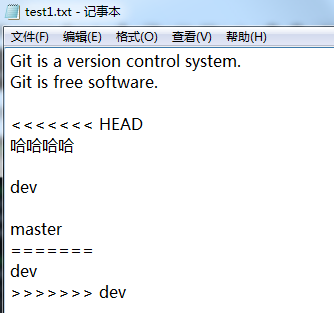 test1.txt - 记事本
文件(F) 编辑(E) 格式(O) 查看(V) 帮助(H)
Git is a version control system.
Git is free software.
<<<<<<< HEAD
哈哈哈哈
dev
master
=======
dev
>>>>>>> dev